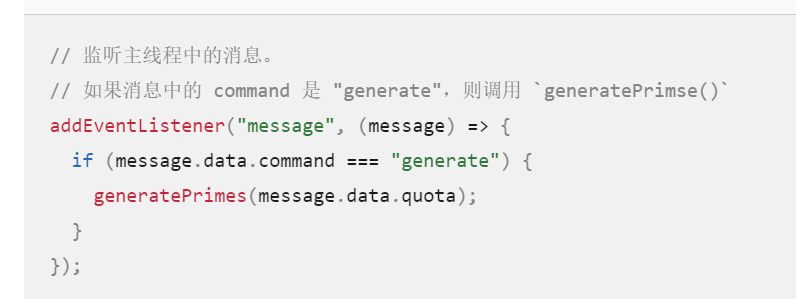 // 监听主线程中的消息。
// 如果消息中的 command 是 "generate"，则调用 `generatePrimse()`
addEventListener("message", (message) => {
  if (message.data.command === "generate") {
    generatePrimes(message.data.quota);
  }
});